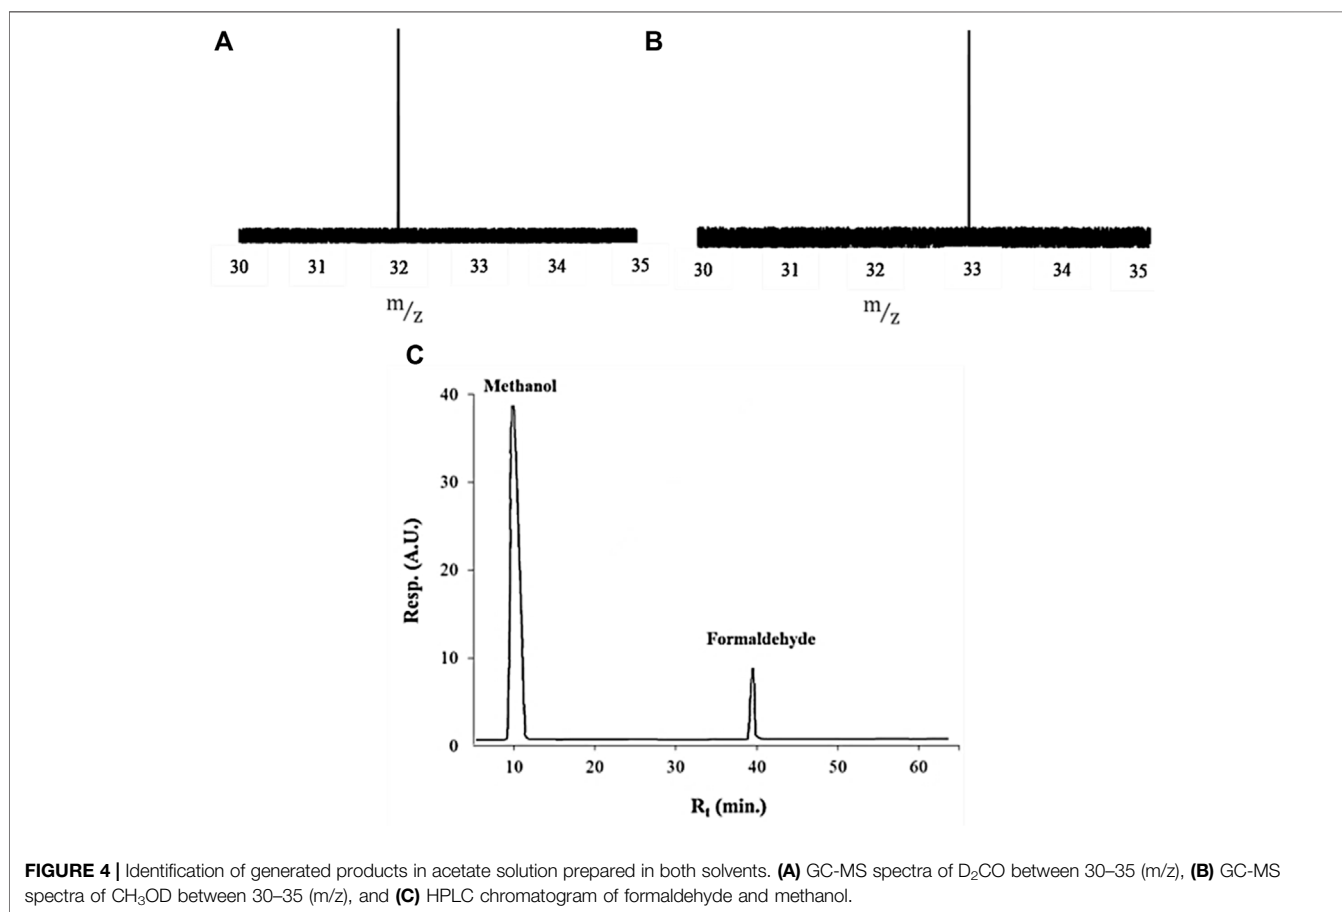 A
B
30 31 32 33 34 35
m/z
30 31 32 33 34 35
m/z
C
Methanol
Formaldehyde
40
30
20
10
0
Resp. (A.U.)
10 20 30 40 50 60
Rt (min.)
FIGURE 4 | Identification of generated products in acetate solution prepared in both solvents. (A) GC-MS spectra of D₂CO between 30–35 (m/z), (B) GC-MS
spectra of CH₃OD between 30–35 (m/z), and (C) HPLC chromatogram of formaldehyde and methanol.